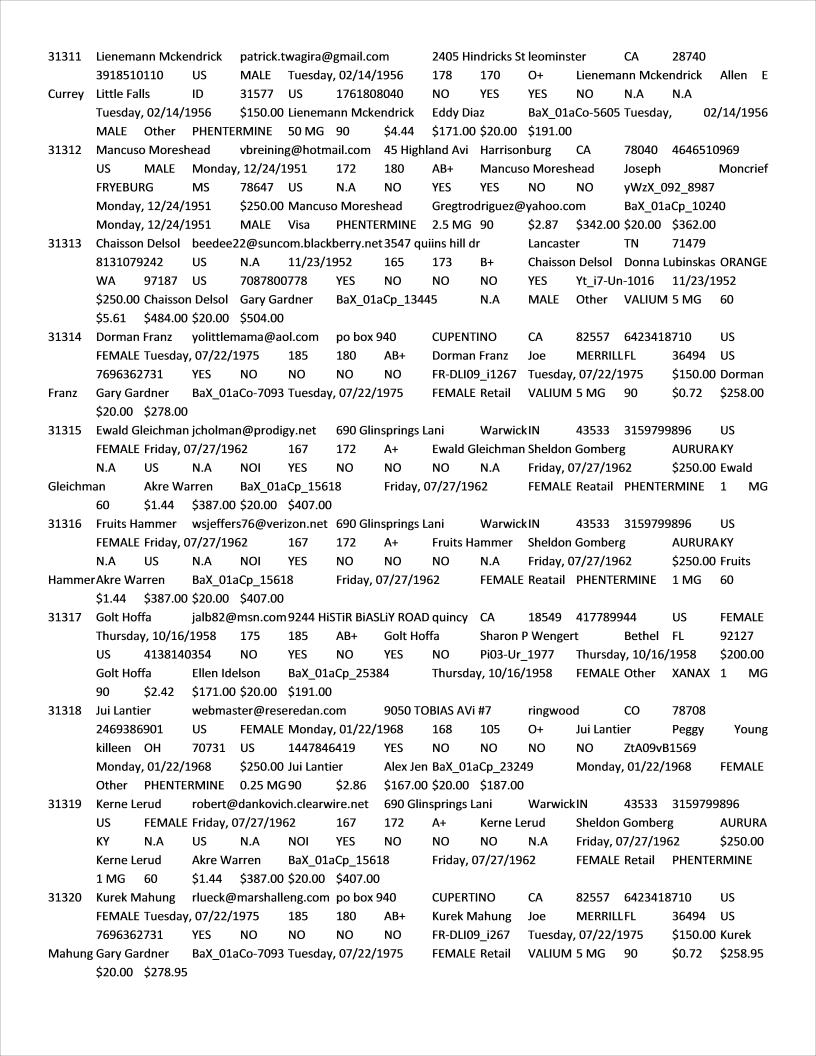 31311 Lienemann Mckendrick patrick.twagira@gmail.com 2405 Hindricks St leominster CA 28740
3918510110 US MALE Tuesday, 02/14/1956 178 170 O+ Lienemann Mckendrick Allen E
Currey Little Falls ID 31577 US 1761808040 NO YES YES NO N.A N.A
Tuesday, 02/14/1956 $150.00 Lienemann Mckendrick Eddy Diaz BaX_01aCo-5605 Tuesday, 02/14/1956
MALE Other PHENTERMINE 50 MG 90 $4.44 $171.00 $20.00 $191.00
31312 Mancuso Moreshead vbreining@hotmail.com 45 Highland Avi Harrisonburg CA 78040 4646510969
US MALE Monday, 12/24/1951 172 180 AB+ Mancuso Moreshead Joseph Moncrief
FRYEBURG MS 78647 US N.A NO YES YES NO NO yWzX_092_8987
Monday, 12/24/1951 $250.00 Mancuso Moreshead Gregtrodriguez@yahoo.com BaX_01aCp_10240
Monday, 12/24/1951 MALE Visa PHENTERMINE 2.5 MG 90 $2.87 $342.00 $20.00 $362.00
31313 Chaisson Delsol beedee22@suncom.blackberry.net 3547 quiins hill dr Lancaster TN 71479
8131079242 US N.A 11/23/1952 165 173 B+ Chaisson Delsol Donna Lubinskas ORANGE
WA 97187 US 7087800778 YES NO NO NO YES Yt_i7-Un-1016 11/23/1952
$250.00 Chaisson Delsol Gary Gardner BaX_01aCp_13445 N.A MALE Other VALIUM 5 MG 60
$5.61 $484.00 $20.00 $504.00
31314 Dorman Franz yolittlemama@aol.com po box 940 CUPENTINO CA 82557 6423418710 US
FEMALE Tuesday, 07/22/1975 185 180 AB+ Dorman Franz Joe MERRILL FL 36494 US
7696362731 YES NO NO NO NO FR-DLI09_i1267 Tuesday, 07/22/1975 $150.00 Dorman
Franz Gary Gardner BaX_01aCo-7093 Tuesday, 07/22/1975 FEMALE Retail VALIUM 5 MG 90 $0.72 $258.00
$20.00 $278.00
31315 Ewald Gleichman jcholman@prodigy.net 690 Glinsprings Lani Warwick IN 43533 3159799896 US
FEMALE Friday, 07/27/1962 167 172 A+ Ewald Gleichman Sheldon Gomberg AURURA KY
N.A US N.A NOI YES NO NO NO N.A Friday, 07/27/1962 $250.00 Ewald
Gleichman Akre Warren BaX_01aCp_15618 Friday, 07/27/1962 FEMALE Reatail PHENTERMINE 1 MG
60 $1.44 $387.00 $20.00 $407.00
31316 Fruits Hammer wsjeffers76@verizon.net 690 Glinsprings Lani Warwick IN 43533 3159799896 US
FEMALE Friday, 07/27/1962 167 172 A+ Fruits Hammer Sheldon Gomberg AURURA KY
N.A US N.A NOI YES NO NO NO N.A Friday, 07/27/1962 $250.00 Fruits
Hammer Akre Warren BaX_01aCp_15618 Friday, 07/27/1962 FEMALE Reatail PHENTERMINE 1 MG 60
$1.44 $387.00 $20.00 $407.00
31317 Golt Hoffa jalb82@msn.com 9244 HiSTiR BiASLiY ROAD quincy CA 18549 417789944 US FEMALE
Thursday, 10/16/1958 175 185 AB+ Golt Hoffa Sharon P Wengert Bethel FL 92127
US 4138140354 NO YES NO YES NO Pi03-Ur_1977 Thursday, 10/16/1958 $200.00
Golt Hoffa Ellen Idelson BaX_01aCp_25384 Thursday, 10/16/1958 FEMALE Other XANAX 1 MG
90 $2.42 $171.00 $20.00 $191.00
31318 Jui Lantier webmaster@reseredan.com 9050 TOBIAS AVi #7 ringwood CO 78708
2469386901 US FEMALE Monday, 01/22/1968 168 105 O+ Jui Lantier Peggy Young
killeen OH 70731 US 1447846419 YES NO NO NO NO ZtA09vB1569
Monday, 01/22/1968 $250.00 Jui Lantier Alex Jen BaX_01aCp_23249 Monday, 01/22/1968 FEMALE
Other PHENTERMINE 0.25 MG 90 $2.86 $167.00 $20.00 $187.00
31319 Kerne Lerud robert@dankovich.clearwire.net 690 Glinsprings Lani Warwick IN 43533 3159799896
US FEMALE Friday, 07/27/1962 167 172 A+ Kerne Lerud Sheldon Gomberg AURURA
KY N.A US N.A NOI YES NO NO NO N.A Friday, 07/27/1962 $250.00
Kerne Lerud Akre Warren BaX_01aCp_15618 Friday, 07/27/1962 FEMALE Retail PHENTERMINE
1 MG 60 $1.44 $387.00 $20.00 $407.00
31320 Kurek Mahung rlueck@marshalleng.com po box 940 CUPERTINO CA 82557 6423418710 US
FEMALE Tuesday, 07/22/1975 185 180 AB+ Kurek Mahung Joe MERRILL FL 36494 US
7696362731 YES NO NO NO NO FR-DLI09_i267 Tuesday, 07/22/1975 $150.00 Kurek
Mahung Gary Gardner BaX_01aCo-7093 Tuesday, 07/22/1975 FEMALE Retail VALIUM 5 MG 90 $0.72 $258.95
$20.00 $278.95